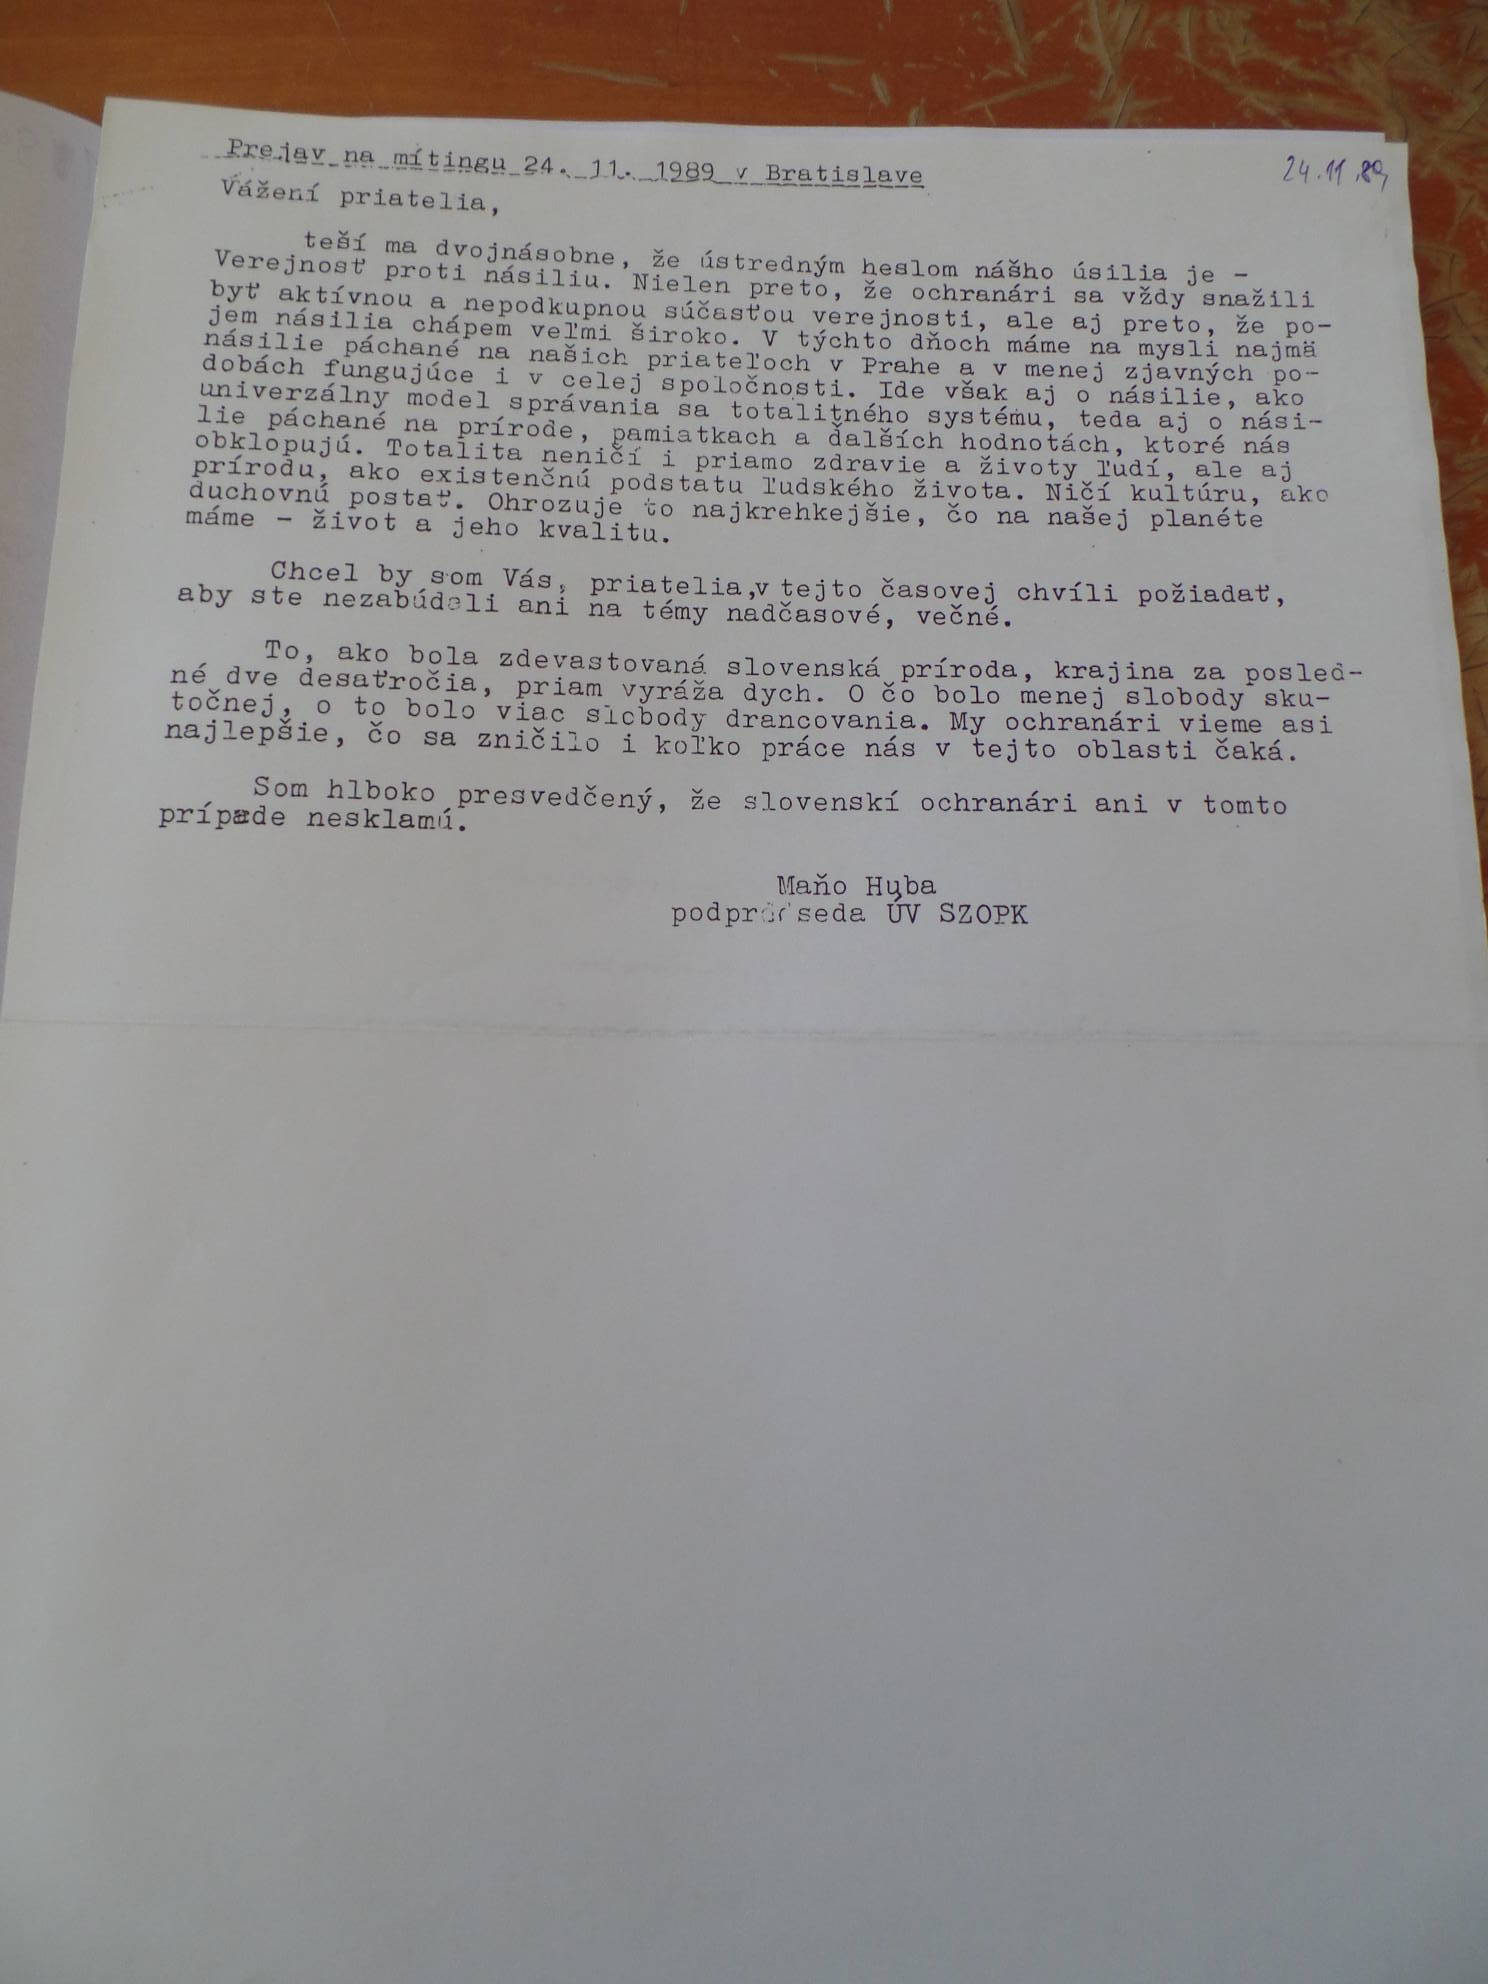 Prejav na mítingu 24. 11. 1989 v Bratislave
24.11.89
Vážení priatelia,
teší ma dvojnásobne, že ústredným heslom nášho úsilia je -
Verejnosť proti násiliu. Nielen preto, že ochranári sa vždy snažili
byť aktívnou a nepodkupnou súčasťou verejnosti, ale aj preto, že po-
jem násilia chápem veľmi široko. V týchto dňoch máme na mysli najmä
násilie páchané na našich priateľoch v Prahe a v menej zjavných po-
dobách fungujúce i v celej spoločnosti. Ide však aj o násilie, ako
univerzálny model správania sa totalitného systému, teda aj o nási-
lie páchané na prírode, pamiatkach a ďalších hodnotách, ktoré nás
obklopujú. Totalita neničí i priamo zdravie a životy ľudí, ale aj
prírodu, ako existenčnú podstatu ľudského života. Ničí kultúru, ako
duchovnú postať. Ohrozuje to najkrehkejšie, čo na našej planéte
máme - život a jeho kvalitu.
Chcel by som Vás, priatelia,v tejto časovej chvíli požiadať,
aby ste nezabúdali ani na témy nadčasové, večné.
To, ako bola zdevastovaná slovenská príroda, krajina za posled-
né dve desaťročia, priam vyráža dych. O čo bolo menej slobody sku-
točnej, o to bolo viac slobody drancovania. My ochranári vieme asi
najlepšie, čo sa zničilo i koľko práce nás v tejto oblasti čaká.
Som hlboko presvedčený, že slovenskí ochranári ani v tomto
prípade nesklamú.
Maňo Huba
ÚV SZOPK